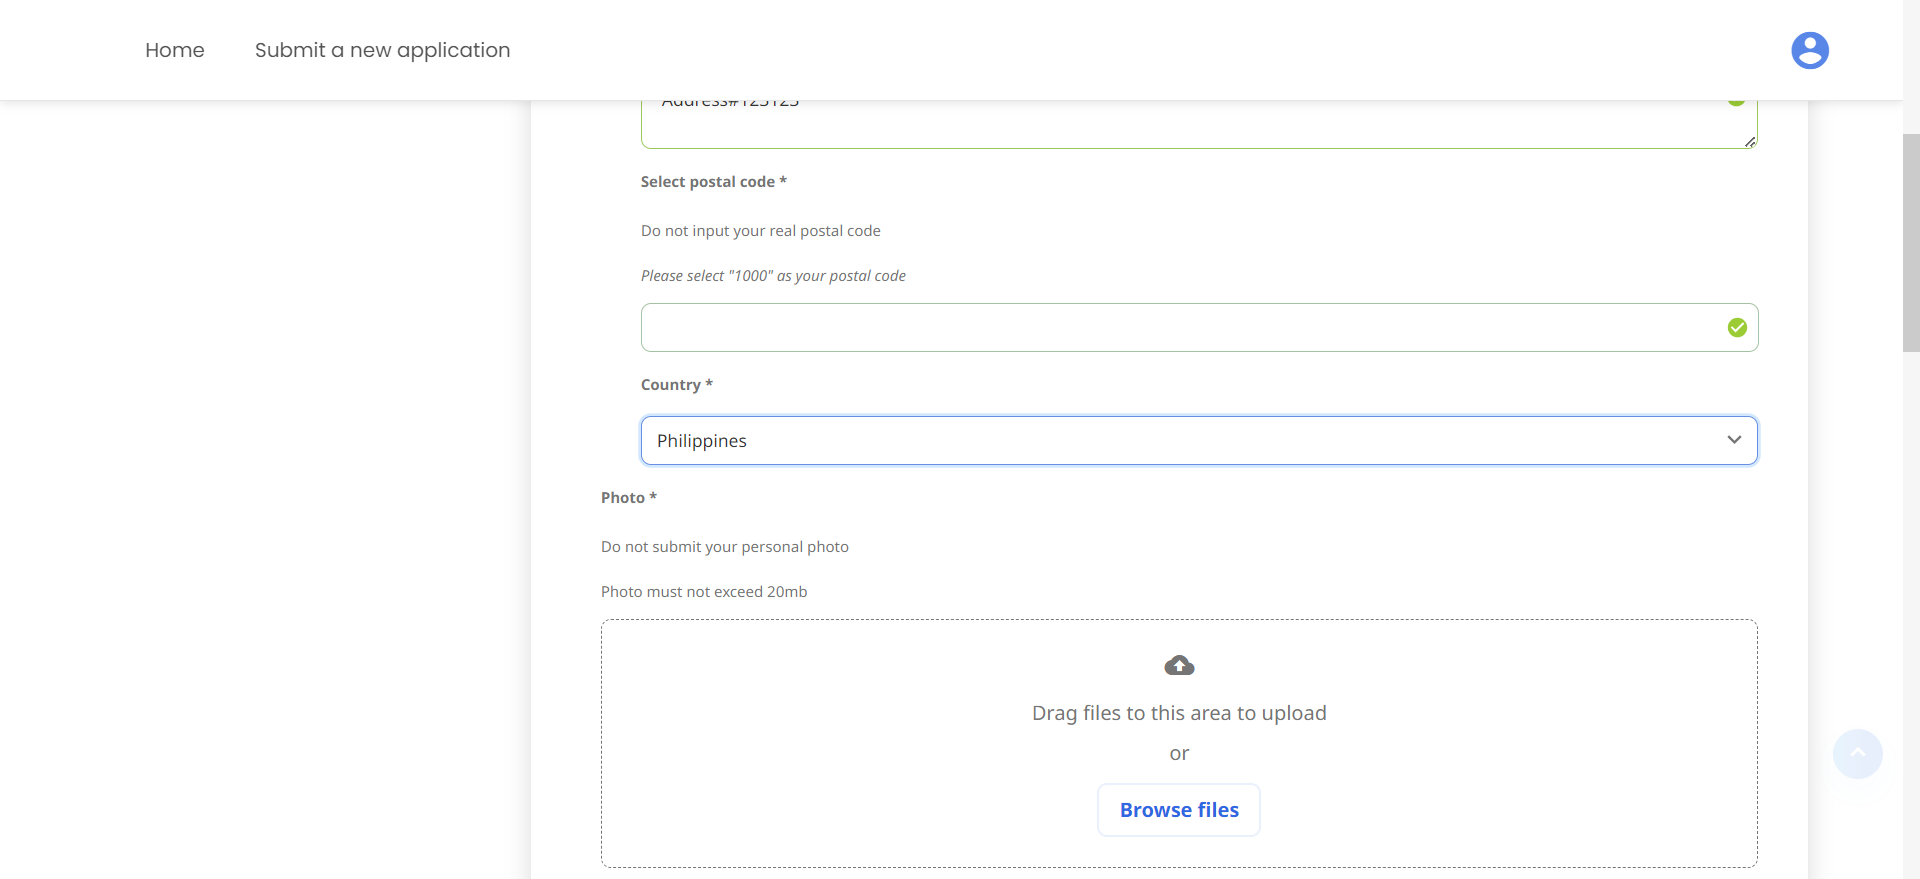 Home
Submit a new application
Address#123123
Select postal code *
Do not input your real postal code
Please select "1000" as your postal code
Country *
Philippines
Photo *
Do not submit your personal photo
Photo must not exceed 20mb
Drag files to this area to upload
or
Browse files